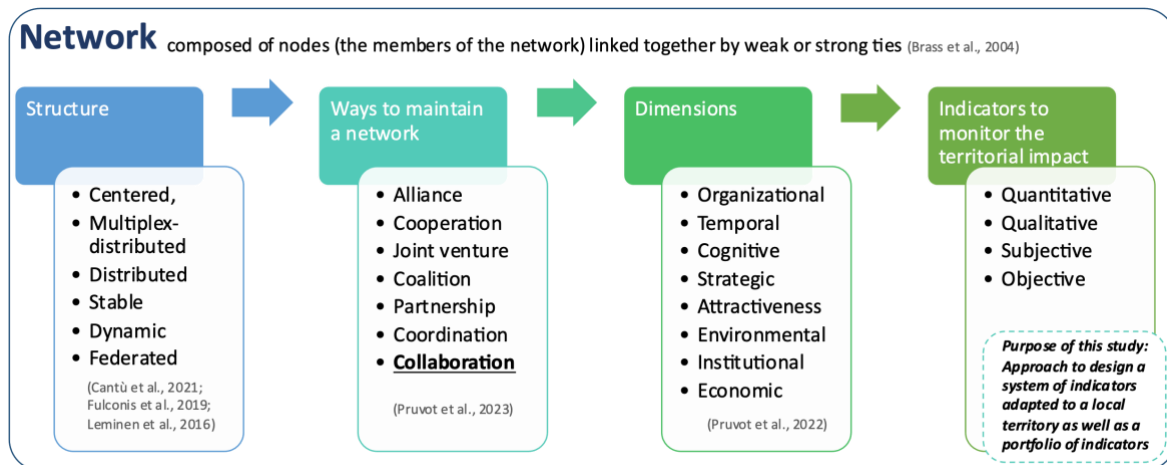 Network composed of nodes (the members of the network) linked together by weak or strong ties (Brass et al., 2004)
Structure
• Centered,
• Multiplex-
distributed
• Distributed
• Stable
• Dynamic
• Federated
(Cantù et al., 2021;
Fulconis et al., 2019;
Leminen et al., 2016)
Ways to maintain
a network
• Alliance
• Cooperation
• Joint venture
• Coalition
• Partnership
• Coordination
• Collaboration
(Pruvot et al., 2023)
Dimensions
• Organizational
• Temporal
• Cognitive
• Strategic
• Attractiveness
• Environmental
• Institutional
• Economic
(Pruvot et al., 2022)
Indicators to
monitor the
territorial impact
• Quantitative
• Qualitative
• Subjective
• Objective
Purpose of this study:
Approach to design a
system of indicators
adapted to a local
territory as well as a
portfolio of indicators